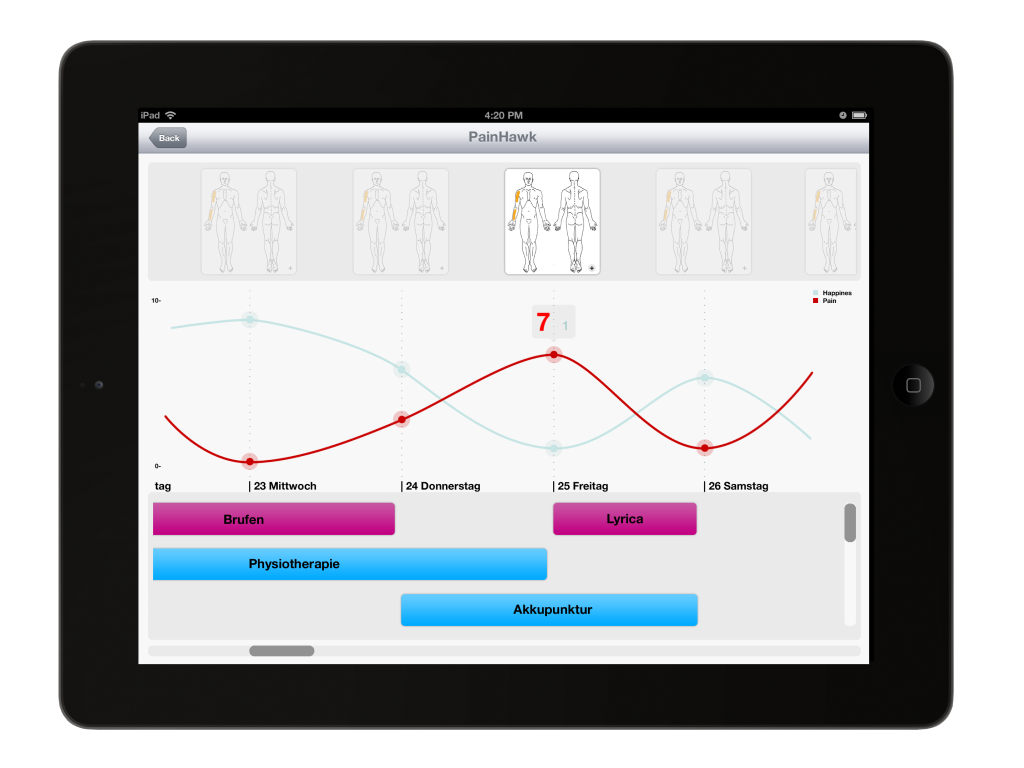 iPad
4:20 PM
Back
PainHawk
10-
Happines
Pain
7 1
0-
tag
| 23 Mittwoch
| 24 Donnerstag
| 25 Freitag
| 26 Samstag
Brufen
Lyrica
Physiotherapie
Akkupunktur